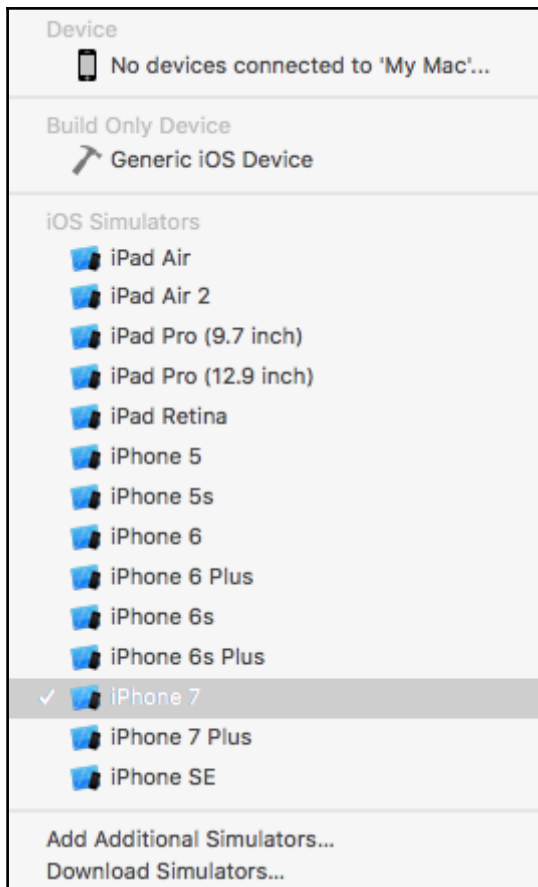 Device
No devices connected to 'My Mac'...
Build Only Device
Generic iOS Device
iOS Simulators
iPad Air
iPad Air 2
iPad Pro (9.7 inch)
iPad Pro (12.9 inch)
iPad Retina
iPhone 5
iPhone 5s
iPhone 6
iPhone 6 Plus
iPhone 6s
iPhone 6s Plus
iPhone 7
iPhone 7 Plus
iPhone SE
Add Additional Simulators...
Download Simulators...